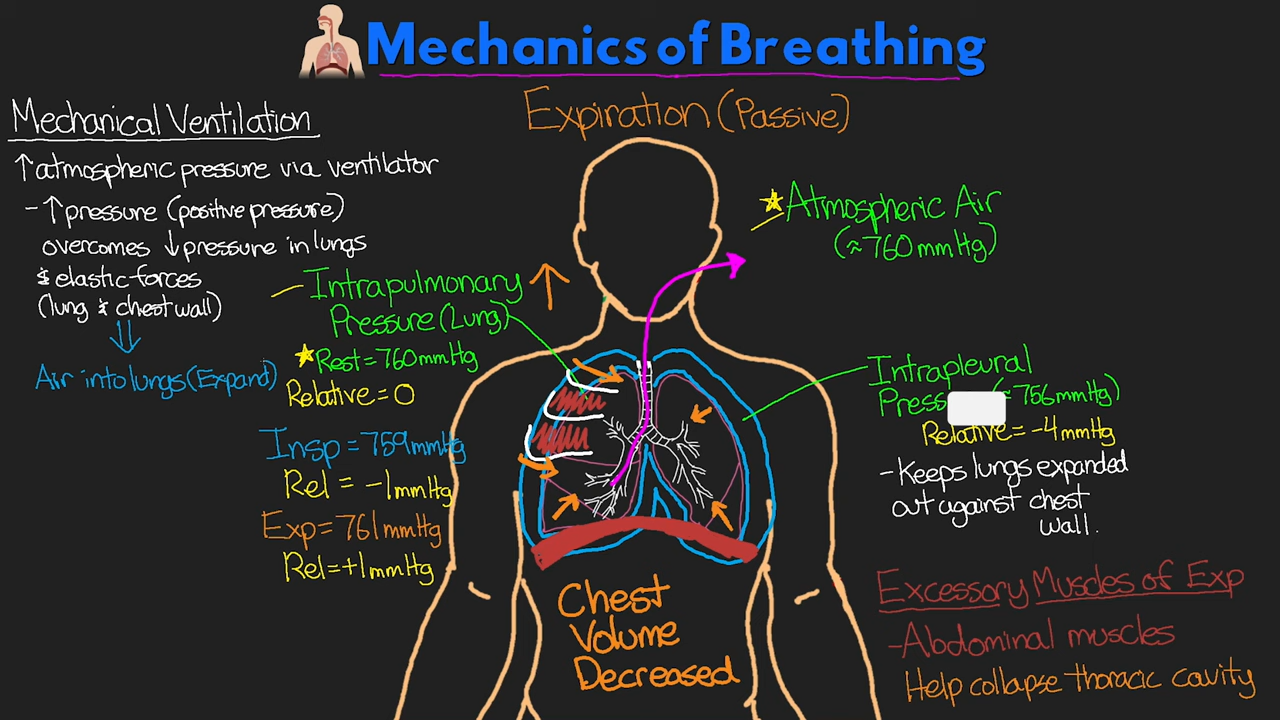 Mechanics of Breathing
Expiration (Passive)
Mechanical Ventilation
↑ atmospheric pressure via ventilator
- ↑ pressure (positive pressure)
overcomes ↓ pressure in lungs
& elastic forces
(lung & chest wall)
⇓
Air into lungs (Expand)
Intrapulmonary
Pressure (Lung)
★ Rest = 760 mmHg
Relative = 0
Insp = 759 mmHg
Rel = -1 mmHg
Exp = 761 mmHg
Rel = +1 mmHg
↑
★ Atmospheric Air
(≈ 760 mmHg)
Intrapleural
≈ 756 mmHg)
Relative = -4 mmHg
- Keeps lungs expanded
out against chest
wall.
Chest
Volume
Decreased
Excessory Muscles of Exp
- Abdominal muscles
Help collapse thoracic cavity